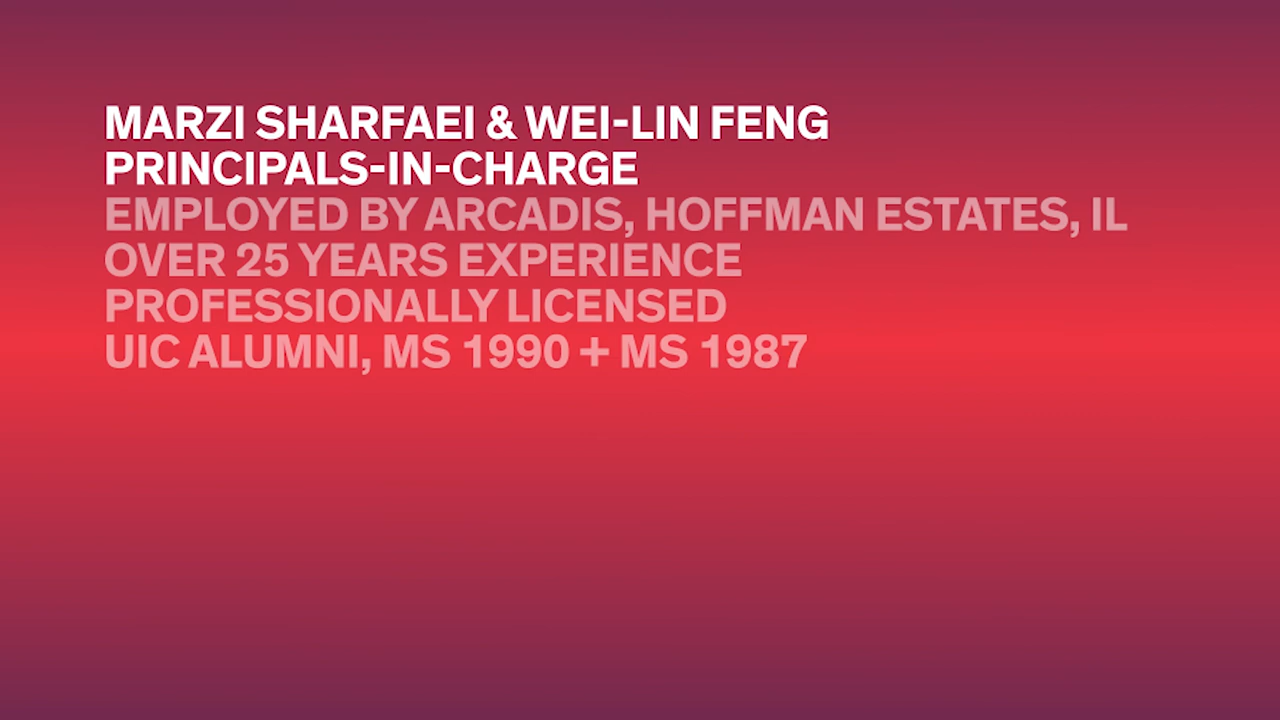 MARZI SHARFAEI & WEI-LIN FENG
PRINCIPALS-IN-CHARGE
EMPLOYED BY ARCADIS, HOFFMAN ESTATES, IL
OVER 25 YEARS EXPERIENCE
PROFESSIONALLY LICENSED
UIC ALUMNI, MS 1990 + MS 1987